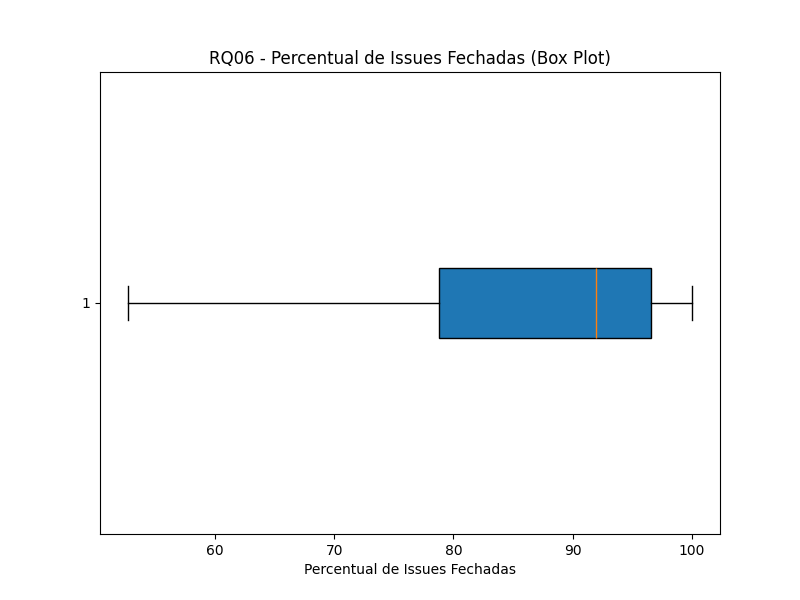 RQ06 - Percentual de Issues Fechadas (Box Plot)
1
60 70 80 90 100
Percentual de Issues Fechadas